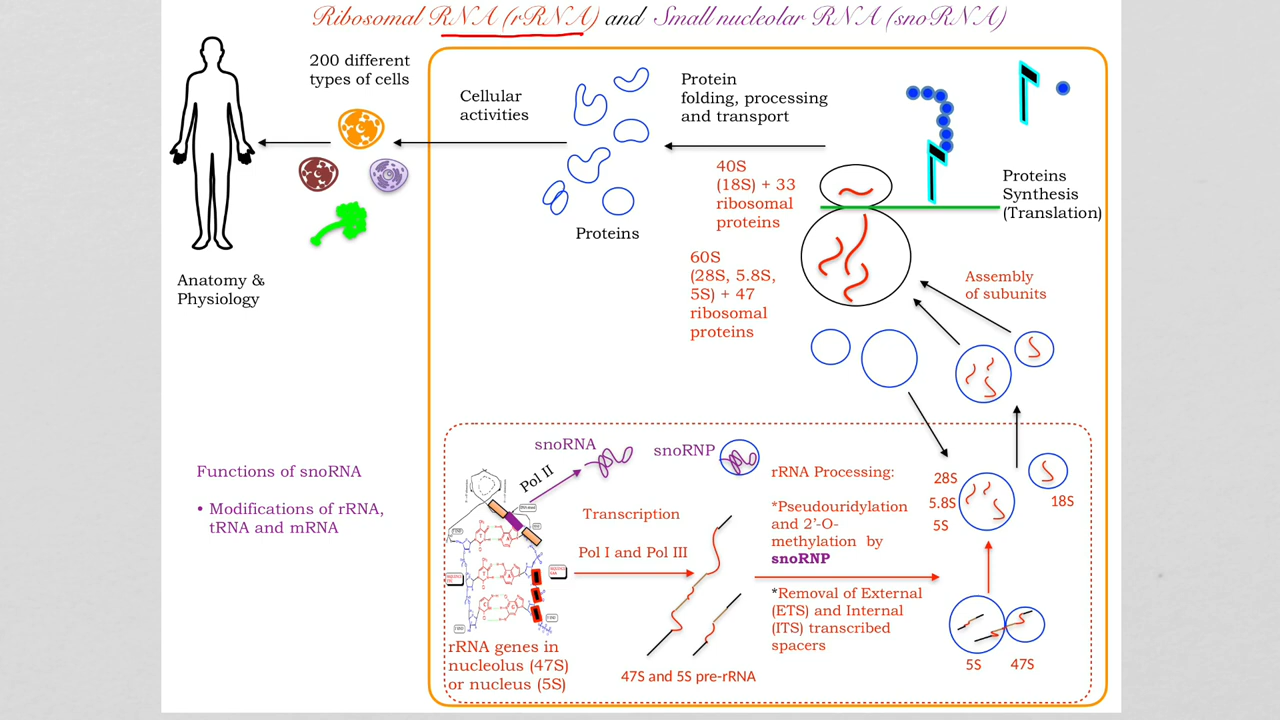 Ribosomal RNA (rRNA) and Small nucleolar RNA (snoRNA)
200 different
types of cells
Cellular
activities
Protein
folding, processing
and transport
40S
(18S) + 33
ribosomal
proteins
Proteins
Synthesis
(Translation)
Proteins
60S
(28S, 5.8S,
5S) + 47
ribosomal
proteins
Assembly
of subunits
Anatomy &
Physiology
Functions of snoRNA
• Modifications of rRNA,
tRNA and mRNA
snoRNA
snoRNP
Pol II
Transcription
Pol I and Pol III
rRNA genes in
nucleolus (47S)
or nucleus (5S)
47S and 5S pre-rRNA
rRNA Processing:
*Pseudouridylation
and 2’-O-
methylation by
snoRNP
*Removal of External
(ETS) and Internal
(ITS) transcribed
spacers
28S
5.8S
5S
18S
5S
47S